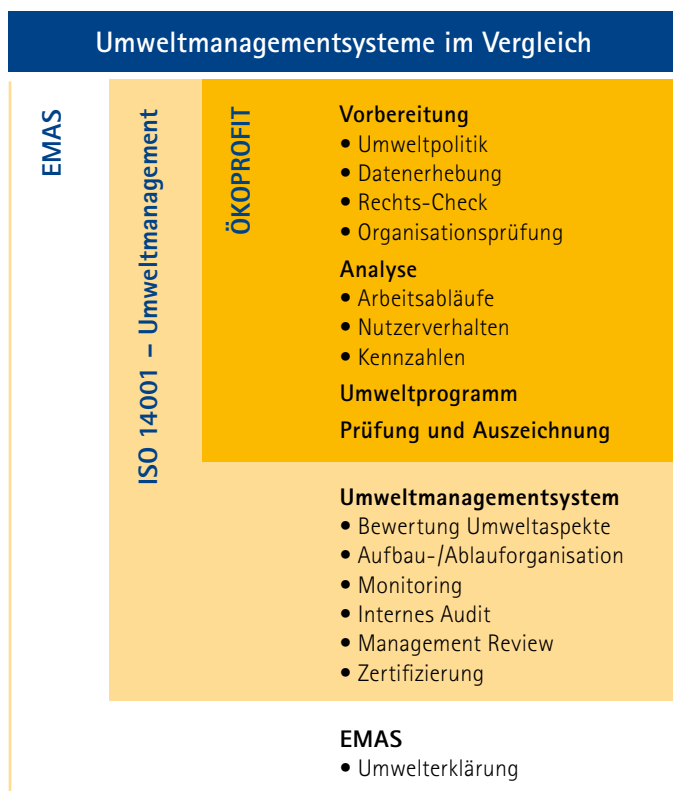 Umweltmanagementsysteme im Vergleich
EMAS
ISO 14001 – Umweltmanagement
ÖKOPROFIT
Vorbereitung
• Umweltpolitik
• Datenerhebung
• Rechts-Check
• Organisationsprüfung
Analyse
• Arbeitsabläufe
• Nutzerverhalten
• Kennzahlen
Umweltprogramm
Prüfung und Auszeichnung
Umweltmanagementsystem
• Bewertung Umweltaspekte
• Aufbau-/Ablauforganisation
• Monitoring
• Internes Audit
• Management Review
• Zertifizierung
EMAS
• Umwelterklärung